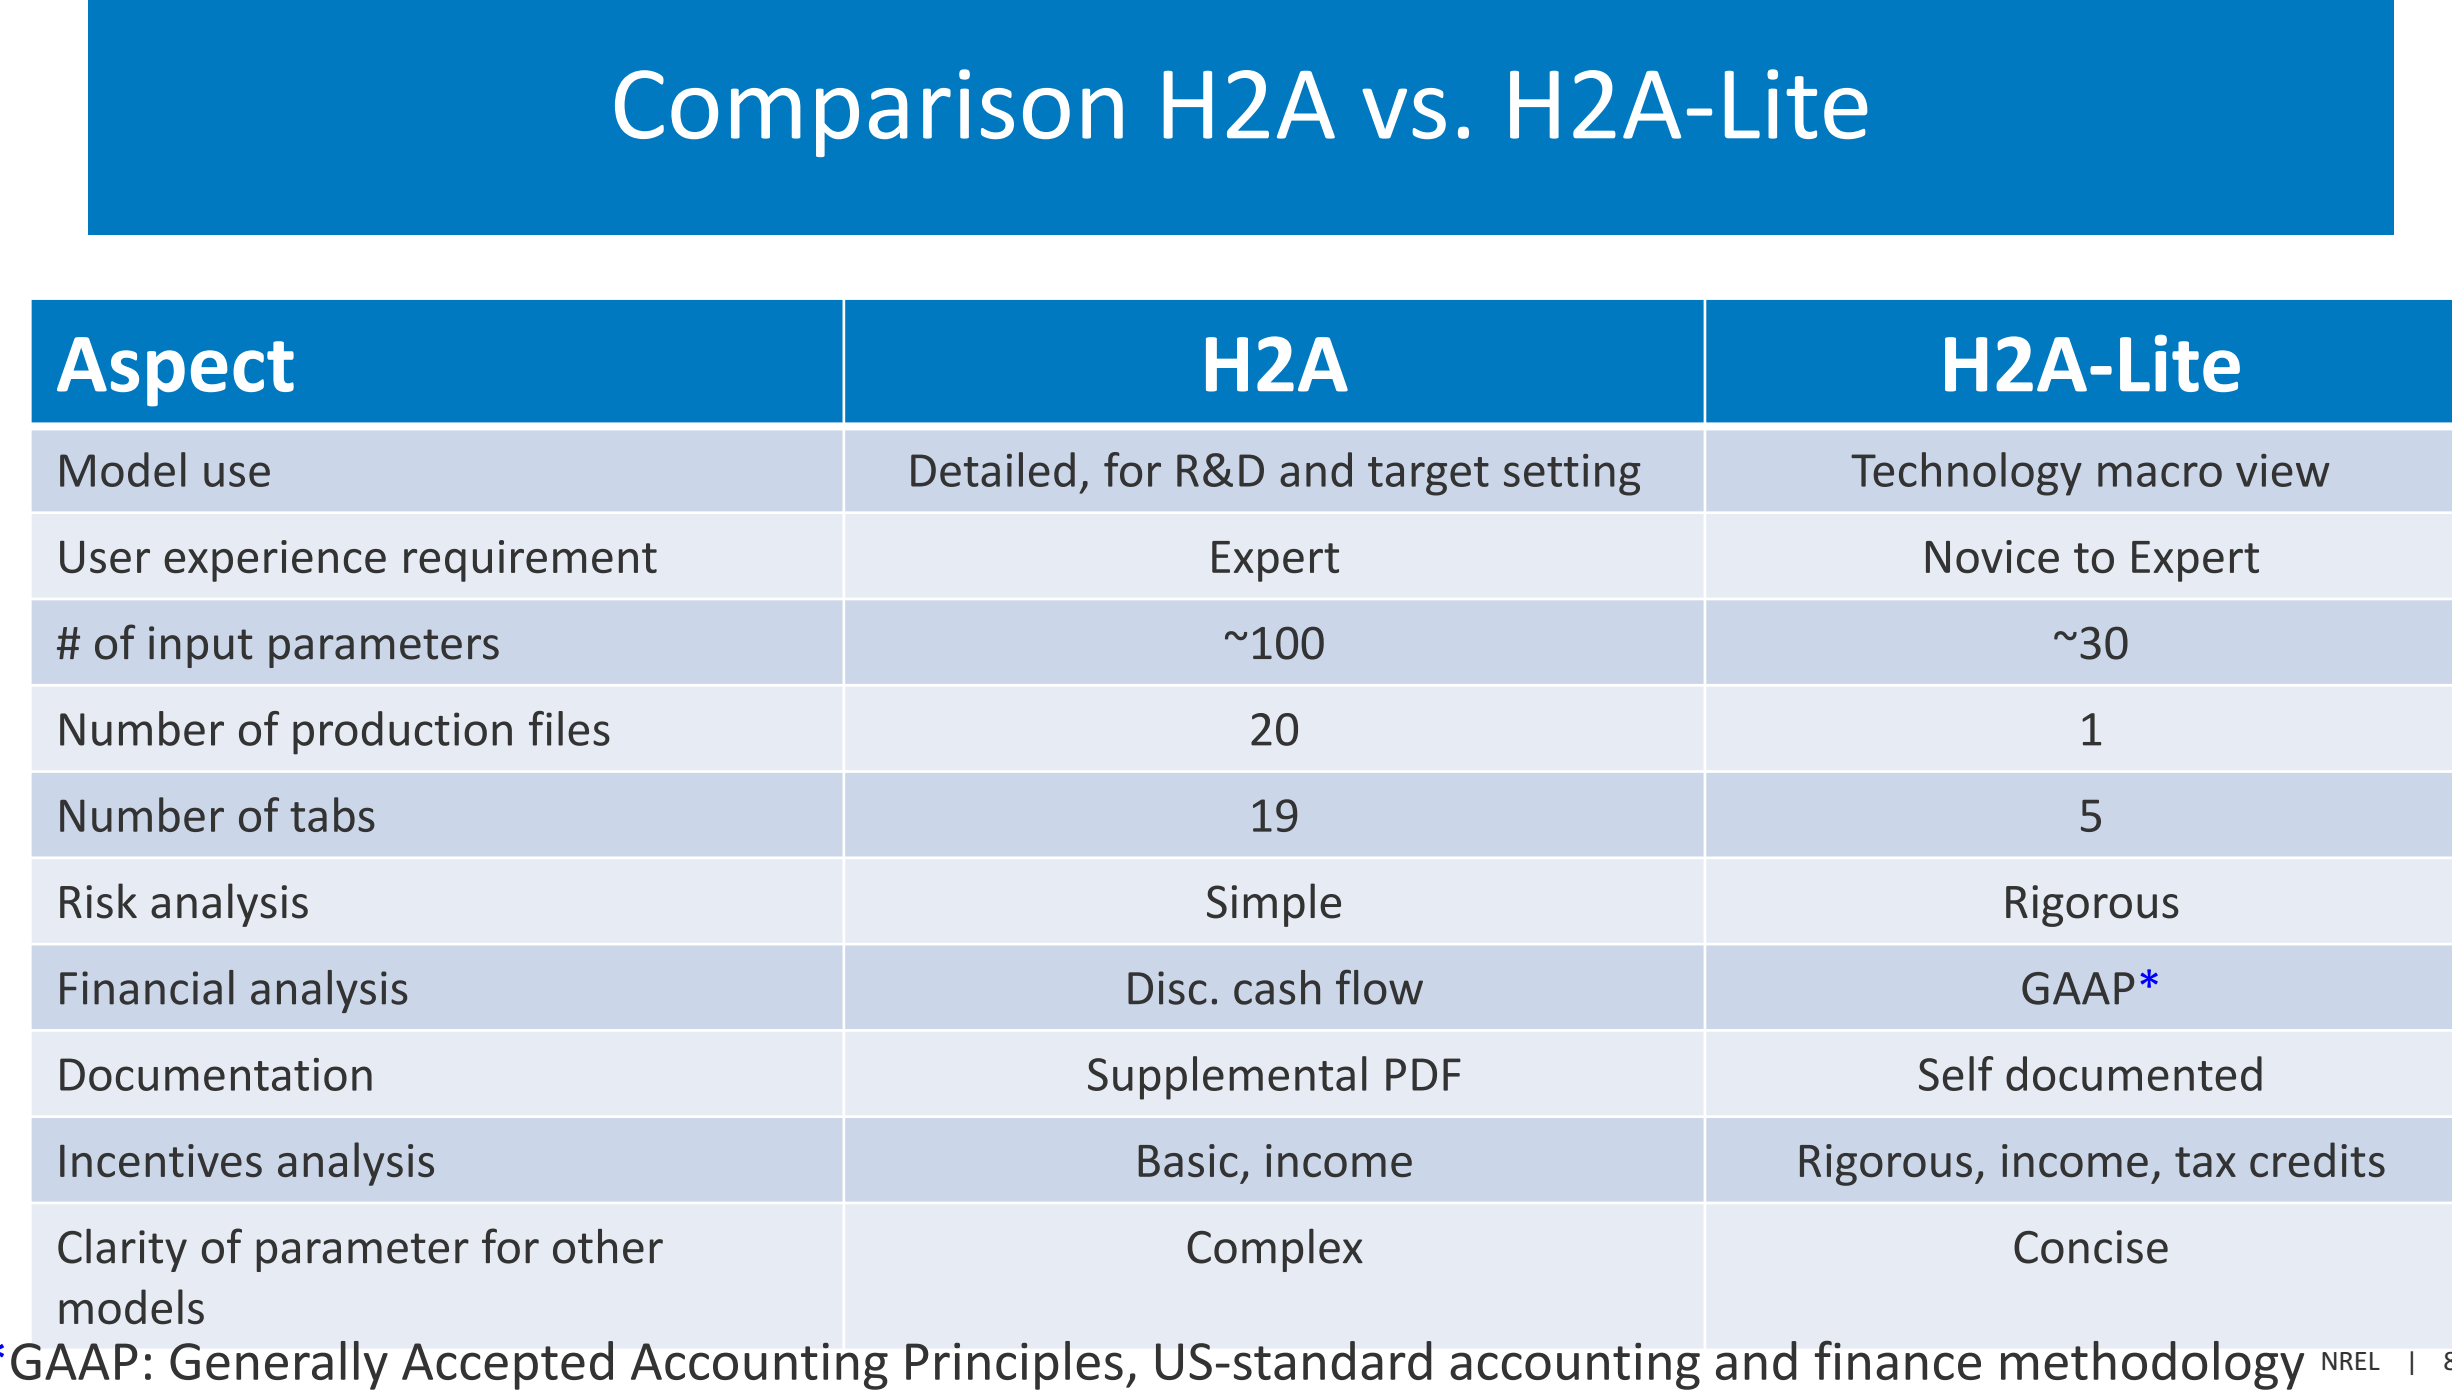 Comparison H2A vs. H2A-Lite
Aspect H2A H2A-Lite
Model use Detailed, for R&D and target setting Technology macro view
User experience requirement Expert Novice to Expert
# of input parameters ~100 ~30
Number of production files 20 1
Number of tabs 19 5
Risk analysis Simple Rigorous
Financial analysis Disc. cash flow GAAP*
Documentation Supplemental PDF Self documented
Incentives analysis Basic, income Rigorous, income, tax credits
Clarity of parameter for other Complex Concise
models
*GAAP: Generally Accepted Accounting Principles, US-standard accounting and finance methodology NREL | 8